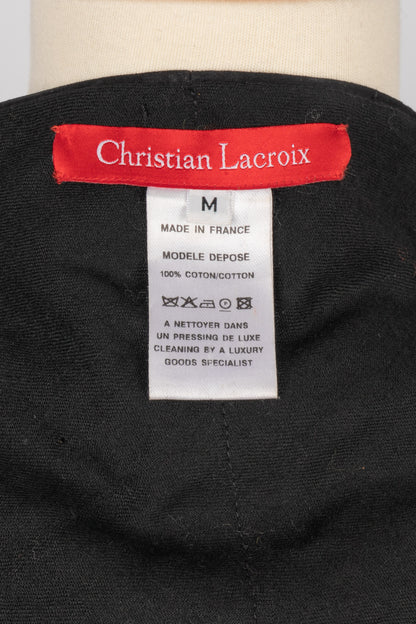 Christian Lacroix
M
MADE IN FRANCE
MODELE DEPOSE
100% COTON/COTTON
A NETTOYER DANS
UN PRESSING DE LUXE
CLEANING BY A LUXURY
GOODS SPECIALIST